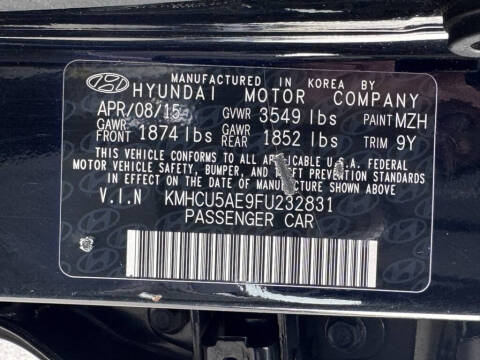 MANUFACTURED IN KOREA BY
HYUNDAI MOTOR COMPANY
APR/08/15 GVWR 3549 lbs PAINT MZH
GAWR FRONT 1874 lbs GAWR REAR 1852 lbs TRIM 9Y
THIS VEHICLE CONFORMS TO ALL APPLICABLE U.S.A. FEDERAL
MOTOR VEHICLE SAFETY, BUMPER, AND THEFT PREVENTION STANDARDS
IN EFFECT ON THE DATE OF MANUFACTURE SHOWN ABOVE.
V.I.N KMHCU5AE9FU232831
PASSENGER CAR